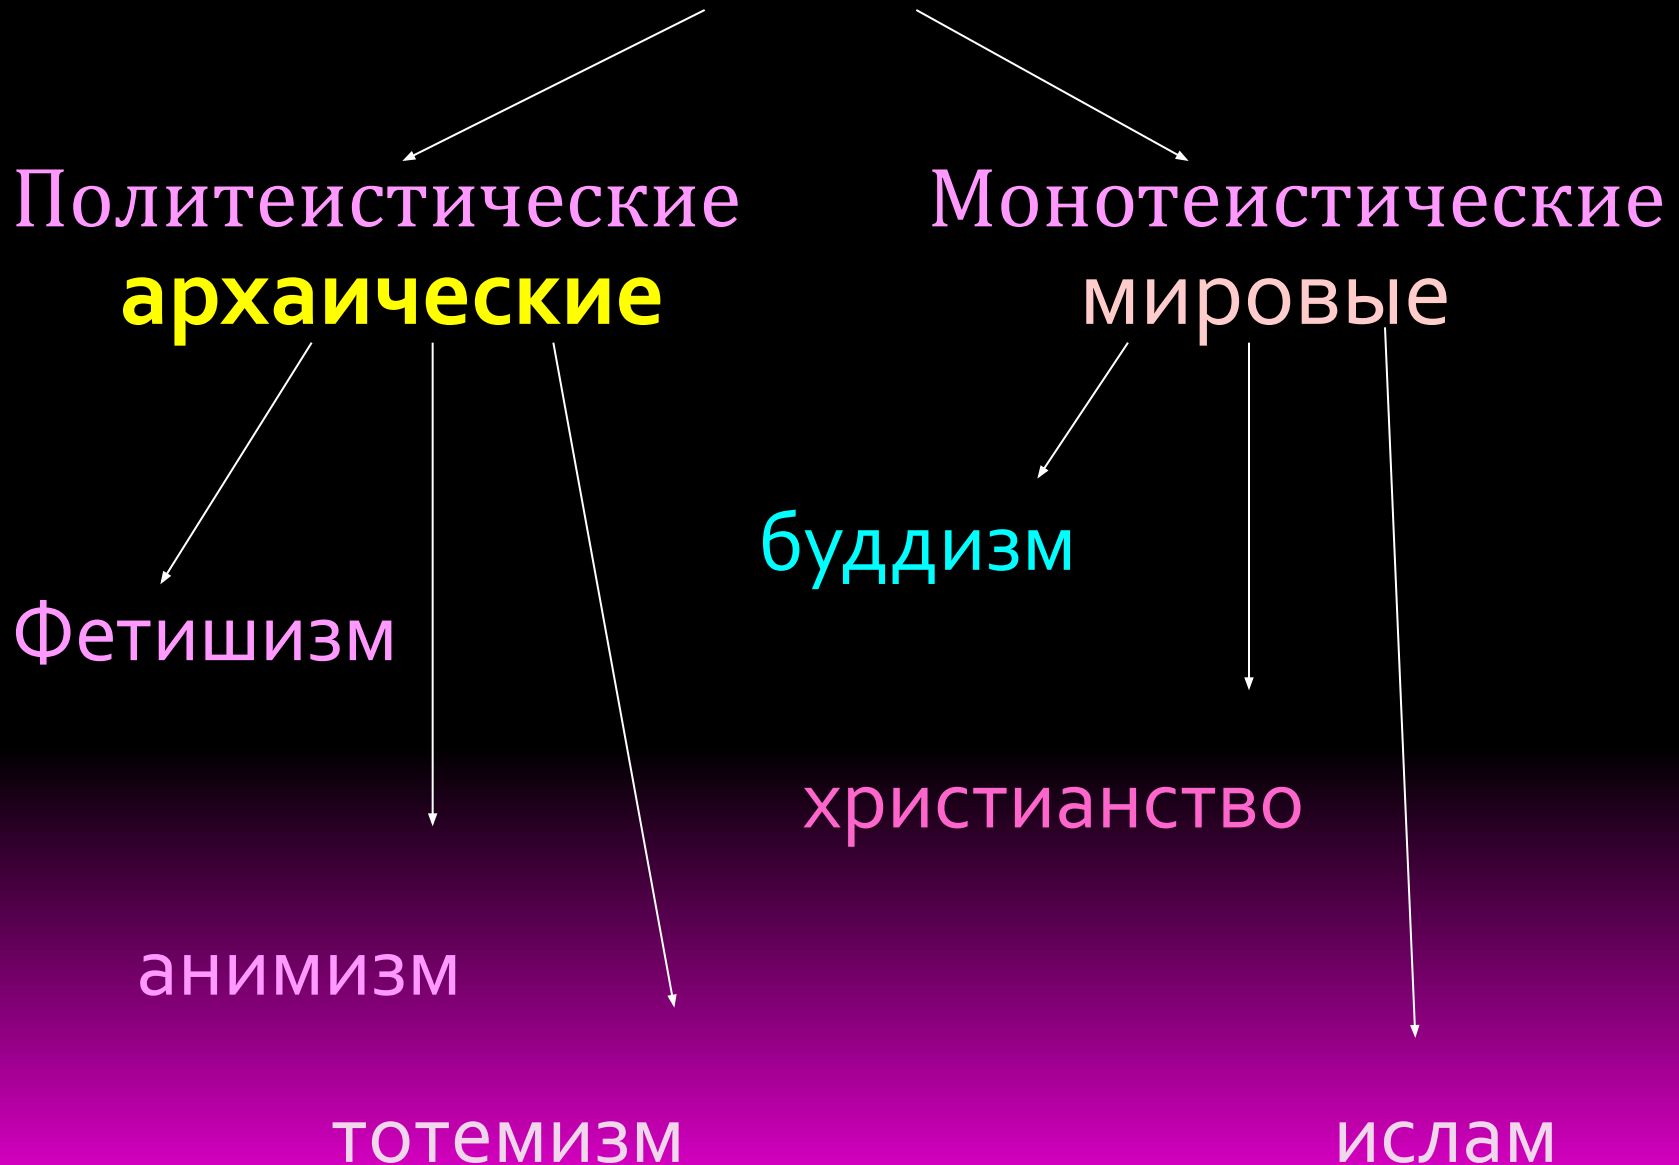 Политеистические Монотеистические
архаические мировые
буддизм
Фетишизм
христианство
анимизм
тотемизм ислам